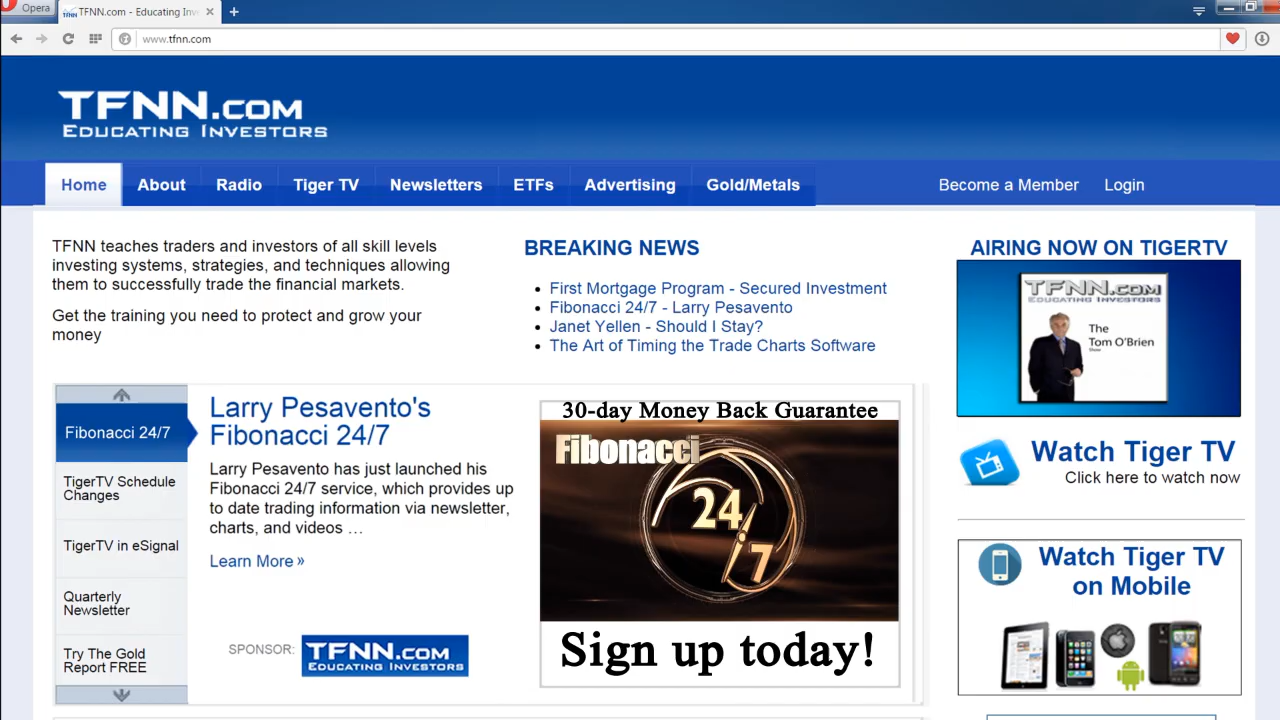 Opera
TFNN.com - Educating Inv
www.tfnn.com
TFNN.com
Educating Investors
Home
About
Radio
Tiger TV
Newsletters
ETFs
Advertising
Gold/Metals
Become a Member
Login
TFNN teaches traders and investors of all skill levels
investing systems, strategies, and techniques allowing
them to successfully trade the financial markets.
Get the training you need to protect and grow your
money
BREAKING NEWS
First Mortgage Program - Secured Investment
Fibonacci 24/7 - Larry Pesavento
Janet Yellen - Should I Stay?
The Art of Timing the Trade Charts Software
AIRING NOW ON TIGERTV
TFNN.com
Educating Investors
The
Tom O'Brien
Show
Watch Tiger TV
Click here to watch now
Watch Tiger TV
on Mobile
Fibonacci 24/7
TigerTV Schedule
Changes
TigerTV in eSignal
Quarterly
Newsletter
Try The Gold
Report FREE
Larry Pesavento's
Fibonacci 24/7
Larry Pesavento has just launched his
Fibonacci 24/7 service, which provides up
to date trading information via newsletter,
charts, and videos …
Learn More »
SPONSOR:
TFNN.com
Educating Investors
30-day Money Back Guarantee
Fibonacci
24
7
Sign up today!